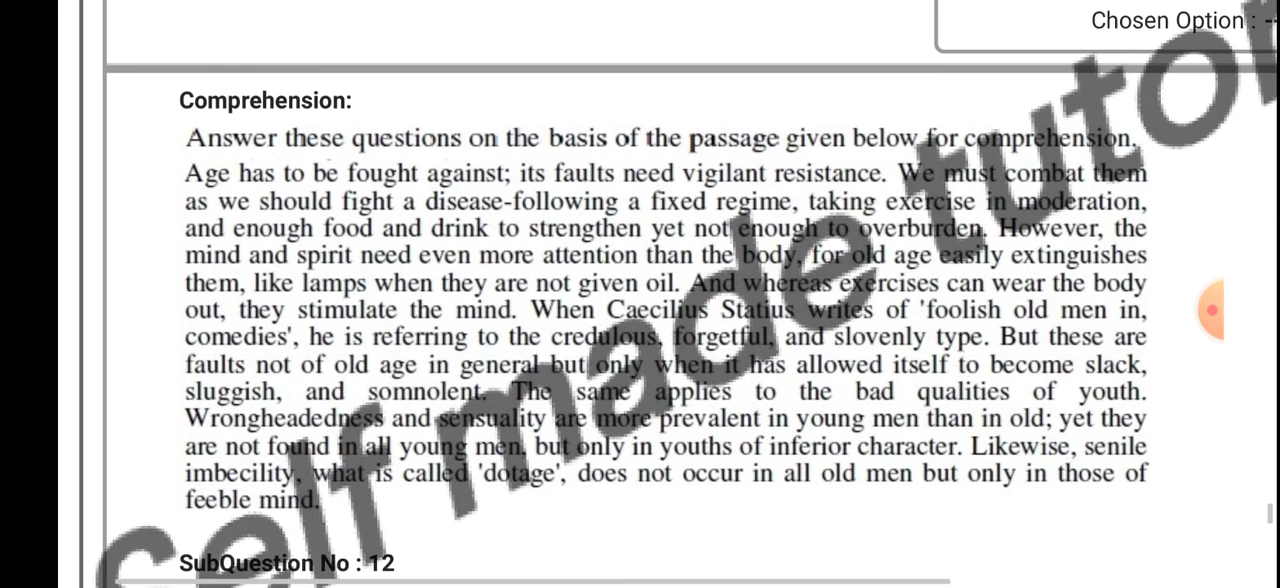 Chosen Option : --
Comprehension:
Answer these questions on the basis of the passage given below for comprehension.
Age has to be fought against; its faults need vigilant resistance. We must combat them
as we should fight a disease-following a fixed regime, taking exercise in moderation,
and enough food and drink to strengthen yet not enough to overburden. However, the
mind and spirit need even more attention than the body, for old age easily extinguishes
them, like lamps when they are not given oil. And whereas exercises can wear the body
out, they stimulate the mind. When Caecilius Statius writes of 'foolish old men in,
comedies', he is referring to the credulous, forgetful, and slovenly type. But these are
faults not of old age in general but only when it has allowed itself to become slack,
sluggish, and somnolent. The same applies to the bad qualities of youth.
Wrongheadedness and sensuality are more prevalent in young men than in old; yet they
are not found in all young men, but only in youths of inferior character. Likewise, senile
imbecility, what is called 'dotage', does not occur in all old men but only in those of
feeble mind.
SubQuestion No : 12
Self made tutor